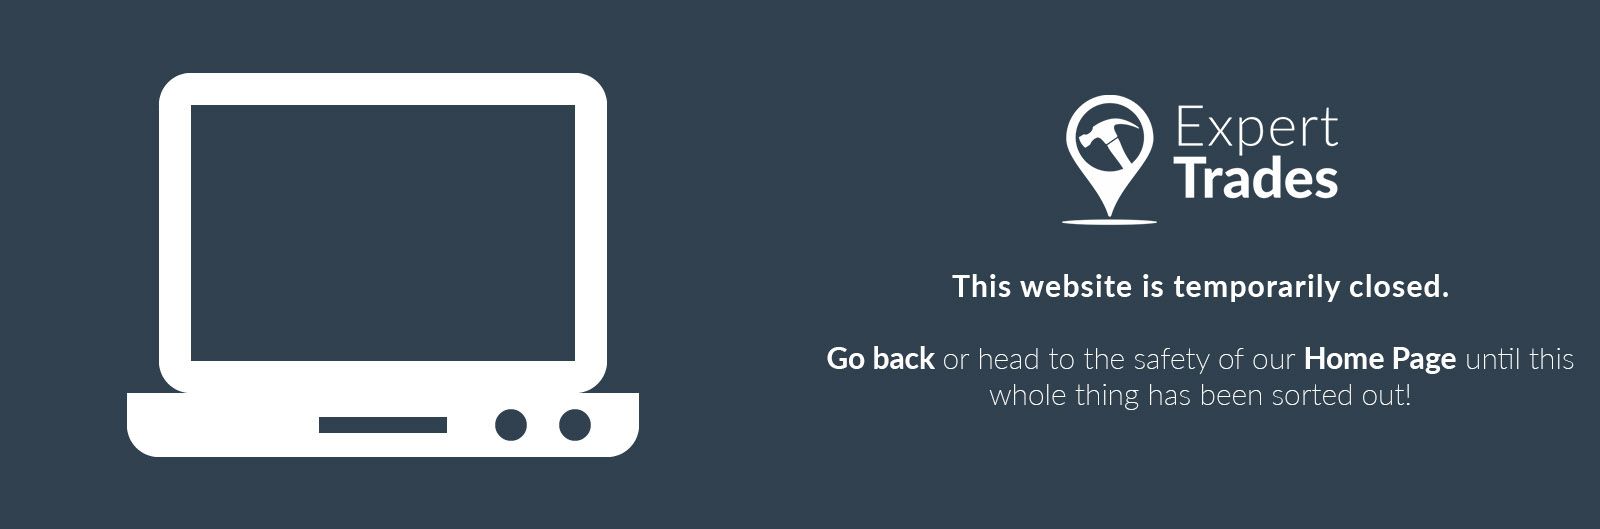 Expert
Trades
This website is temporarily closed.
Go back or head to the safety of our Home Page until this
whole thing has been sorted out!